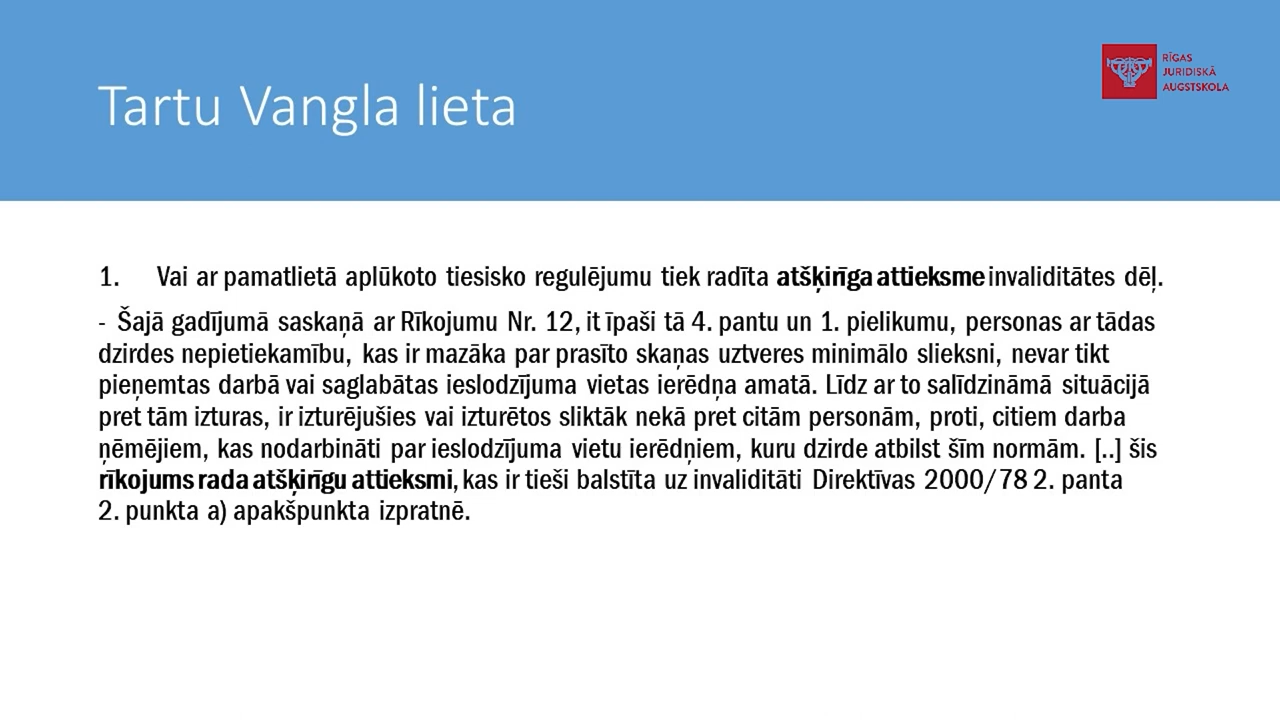 Tartu Vangla lieta
RĪGAS
JURIDISKĀ
AUGSTSKOLA
1. Vai ar pamatlietā aplūkoto tiesisko regulējumu tiek radīta atšķirīga attieksme invaliditātes dēļ.
- Šajā gadījumā saskaņā ar Rīkojumu Nr. 12, it īpaši tā 4. pantu un 1. pielikumu, personas ar tādas
dzirdes nepietiekamību, kas ir mazāka par prasīto skaņas uztveres minimālo slieksni, nevar tikt
pieņemtas darbā vai saglabātas ieslodzījuma vietas ierēdņa amatā. Līdz ar to salīdzināmā situācijā
pret tām izturas, ir izturējušies vai izturētos sliktāk nekā pret citām personām, proti, citiem darba
ņēmējiem, kas nodarbināti par ieslodzījuma vietu ierēdņiem, kuru dzirde atbilst šīm normām. [..] šis
rīkojums rada atšķirīgu attieksmi, kas ir tieši balstīta uz invaliditāti Direktīvas 2000/78 2. panta
2. punkta a) apakšpunkta izpratnē.